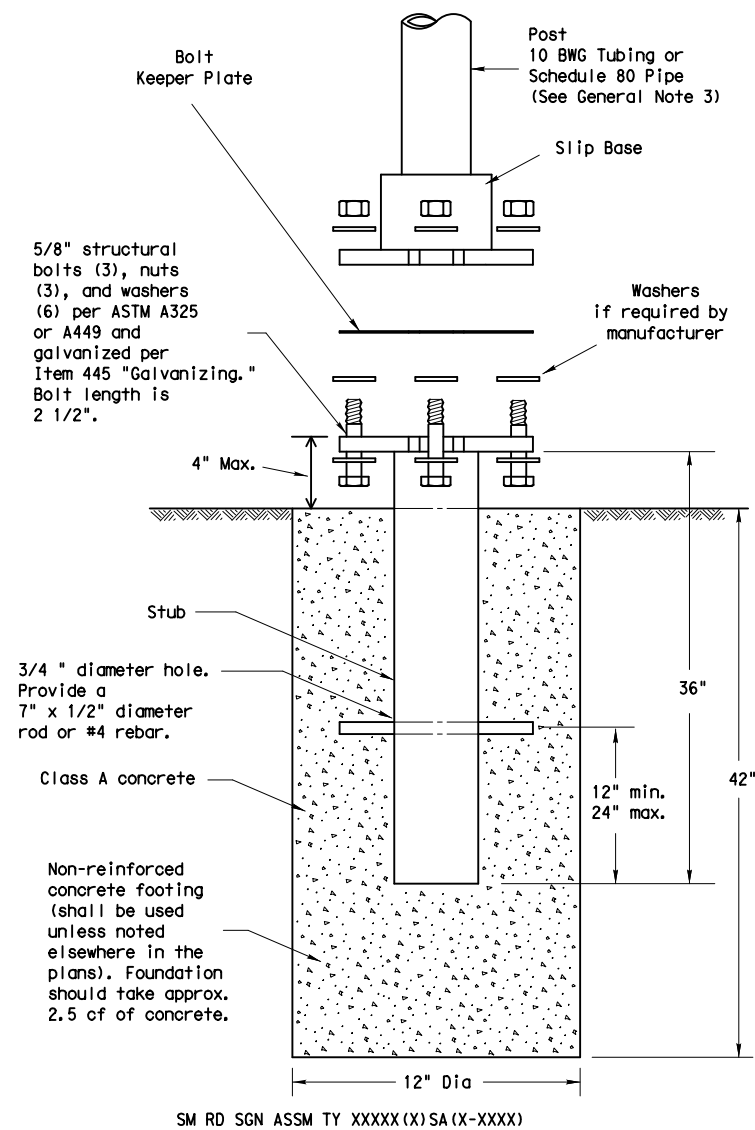 Post
10 BWG Tubing or
Schedule 80 Pipe
(See General Note 3)
Bolt
Keeper Plate
Slip Base
5/8" structural
bolts (3), nuts
(3), and washers
(6) per ASTM A325
or A449 and
galvanized per
Item 445 "Galvanizing."
Bolt length is
2 1/2".
Washers
if required by
manufacturer
4" Max.
Stub
3/4 " diameter hole.
Provide a
7" x 1/2" diameter
rod or #4 rebar.
36"
Class A concrete
12" min.
24" max.
42"
Non-reinforced
concrete footing
(shall be used
unless noted
elsewhere in the
plans). Foundation
should take approx.
2.5 cf of concrete.
12" Dia
SM RD SGN ASSM TY XXXXX(X)SA(X-XXXX)